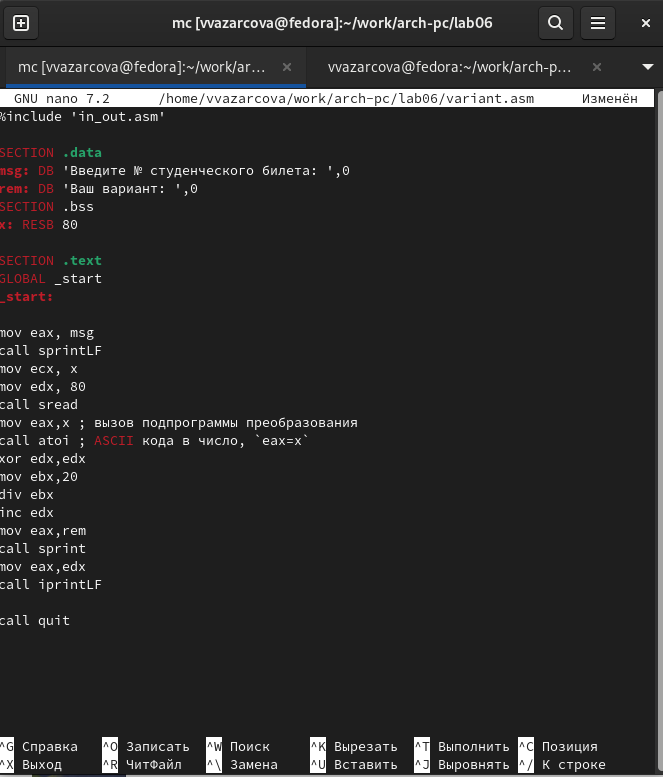 mc [vvazarcova@fedora]:~/work/arch-pc/lab06
mc [vvazarcova@fedora]:~/work/ar... × vvazarcova@fedora:~/work/arch-p... ×
GNU nano 7.2 /home/vvazarcova/work/arch-pc/lab06/variant.asm Изменён
%include 'in_out.asm'
SECTION .data
msg: DB 'Введите № студенческого билета: ',0
rem: DB 'Ваш вариант: ',0
SECTION .bss
x: RESB 80
SECTION .text
GLOBAL _start
_start:
mov eax, msg
call sprintLF
mov ecx, x
mov edx, 80
call sread
mov eax,x ; вызов подпрограммы преобразования
call atoi ; ASCII кода в число, `eax=x`
xor edx,edx
mov ebx,20
div ebx
inc edx
mov eax,rem
call sprint
mov eax,edx
call iprintLF
call quit
^G Справка ^O Записать ^W Поиск ^K Вырезать ^T Выполнить ^C Позиция
^X Выход ^R ЧитФайл ^\ Замена ^U Вставить ^J Выровнять ^/ К строке